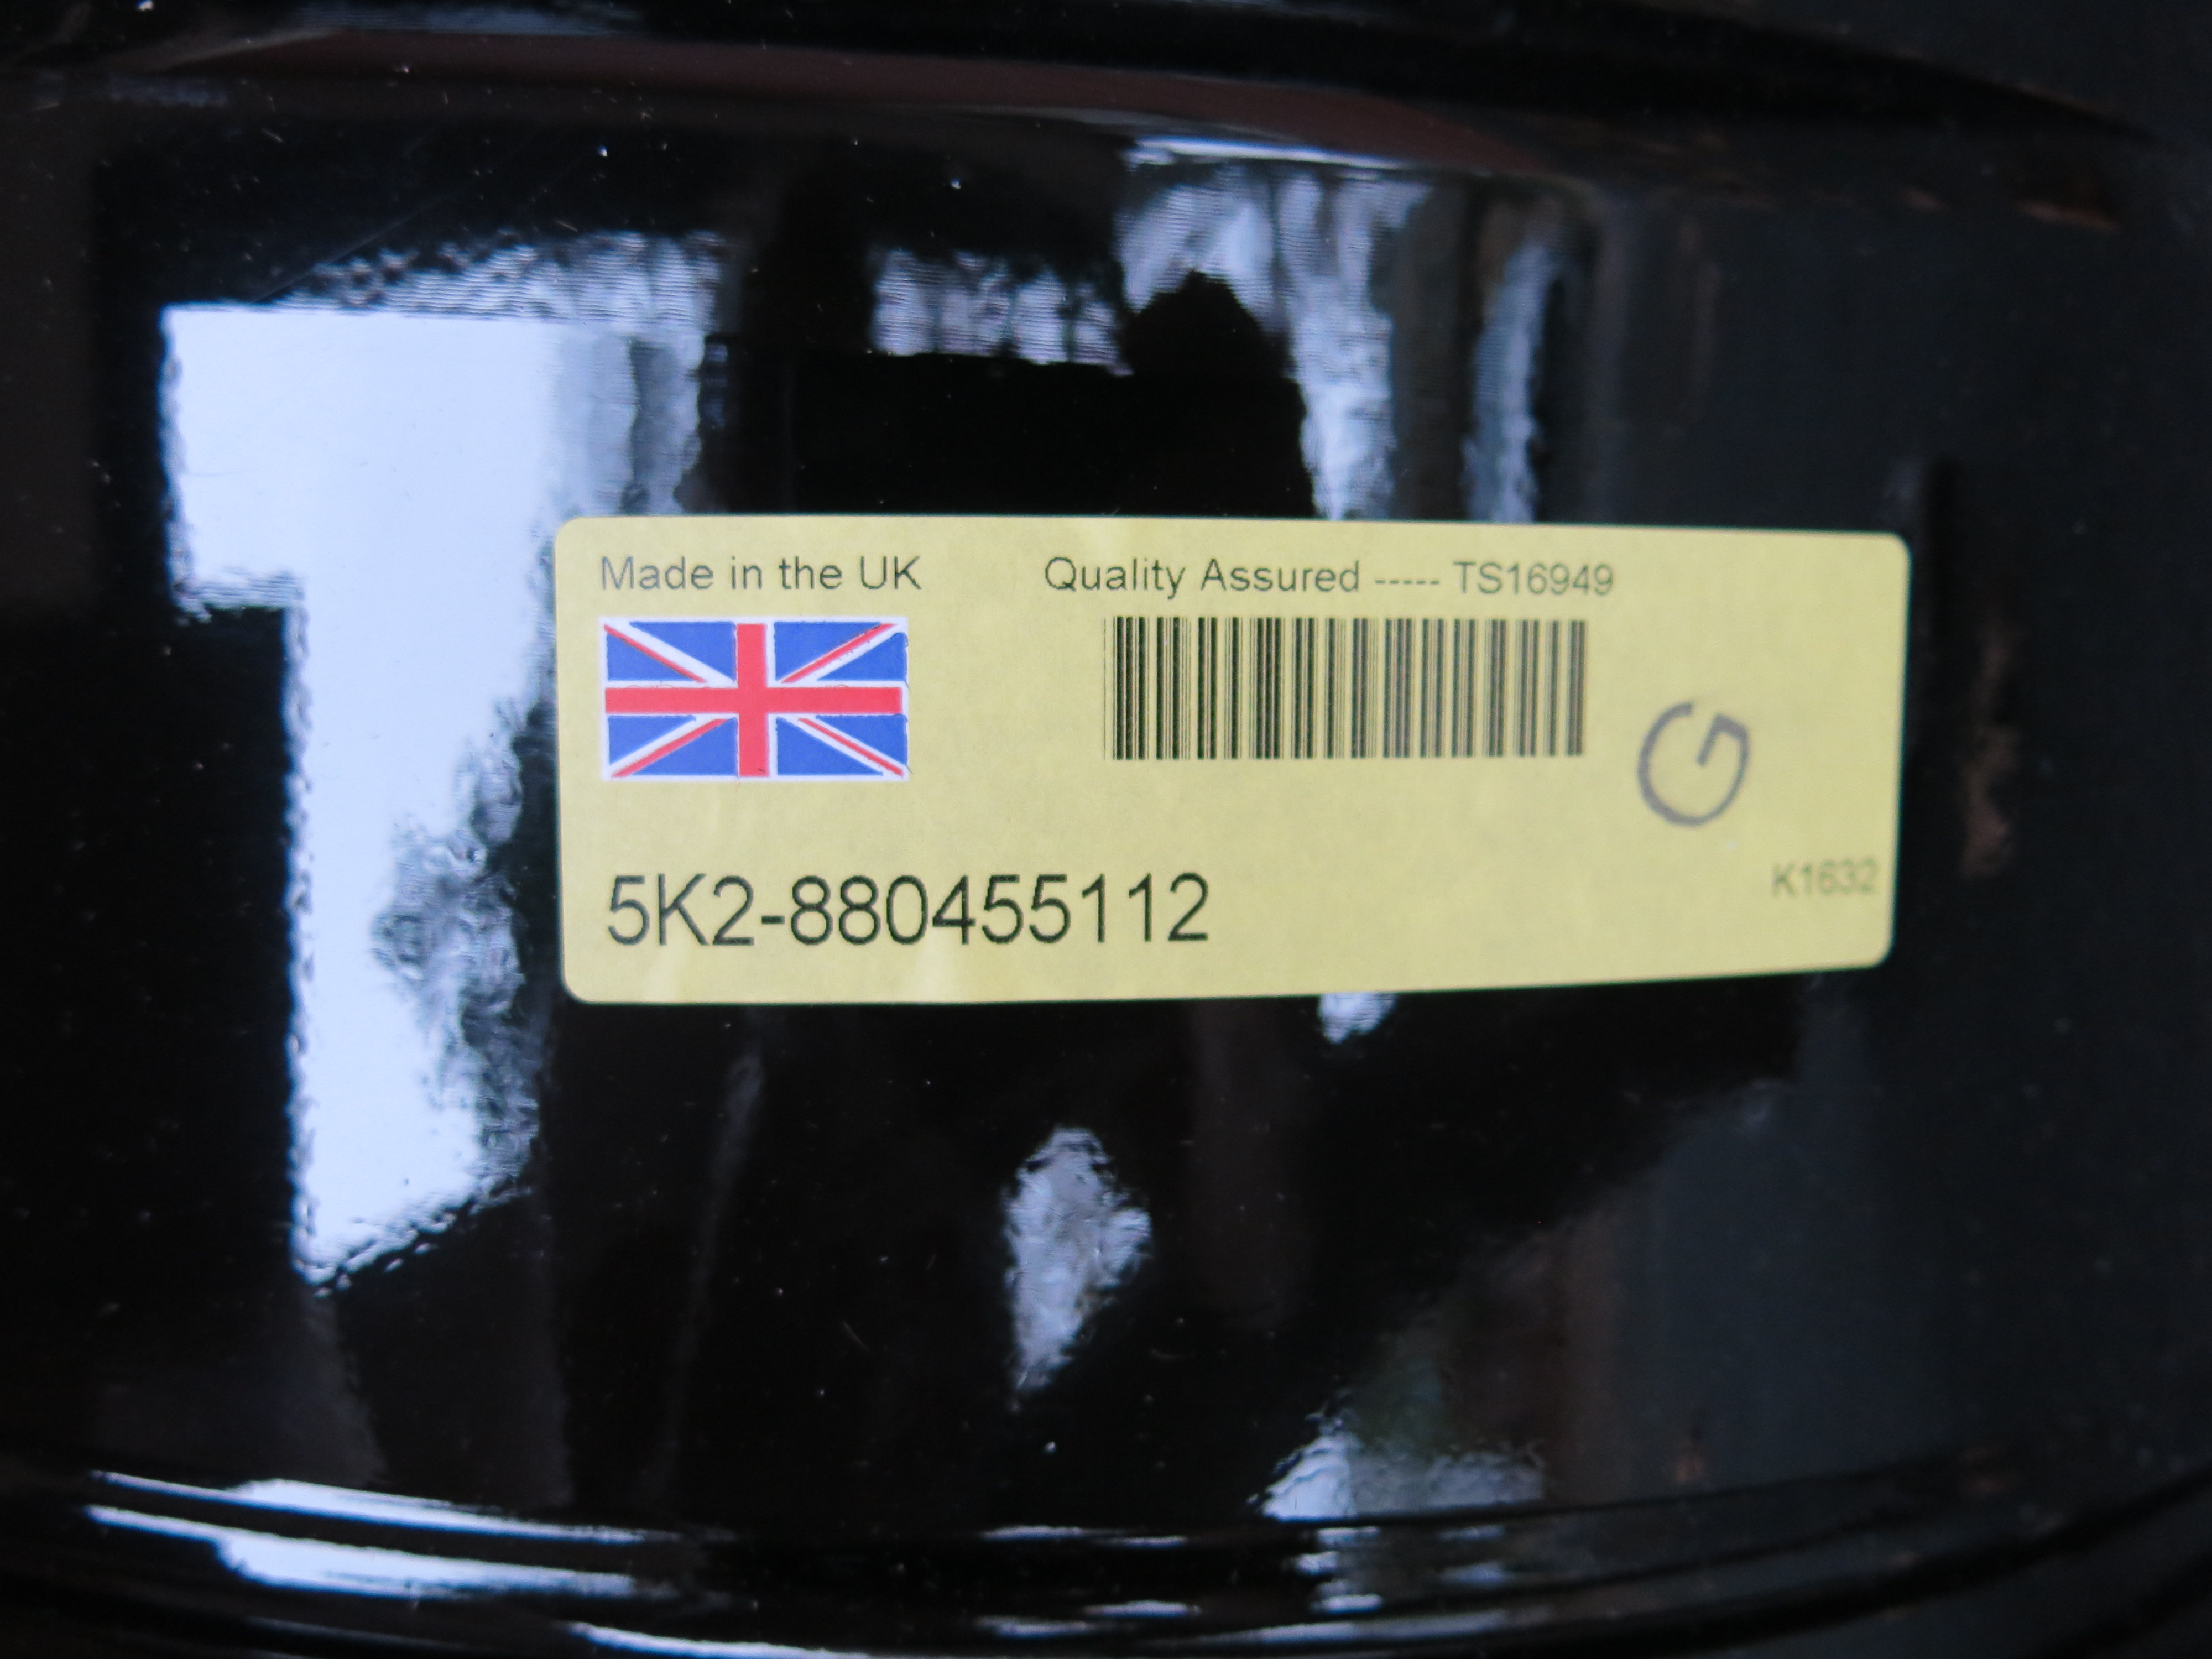 Made in the UK
Quality Assured ----- TS16949
G
K1632
5K2-880455112